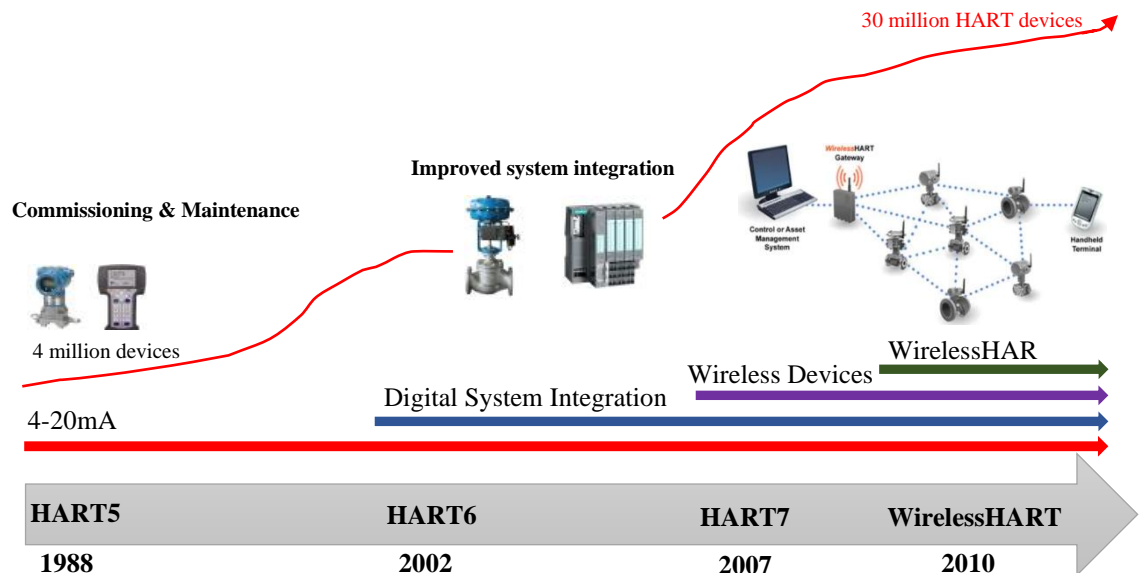 30 million HART devices
Improved system integration
Commissioning & Maintenance
WirelessHART
Gateway
Control or Asset
Management
System
Handheld
Terminal
4 million devices
WirelessHAR
Wireless Devices
Digital System Integration
4-20mA
HART5
HART6
HART7
WirelessHART
1988
2002
2007
2010